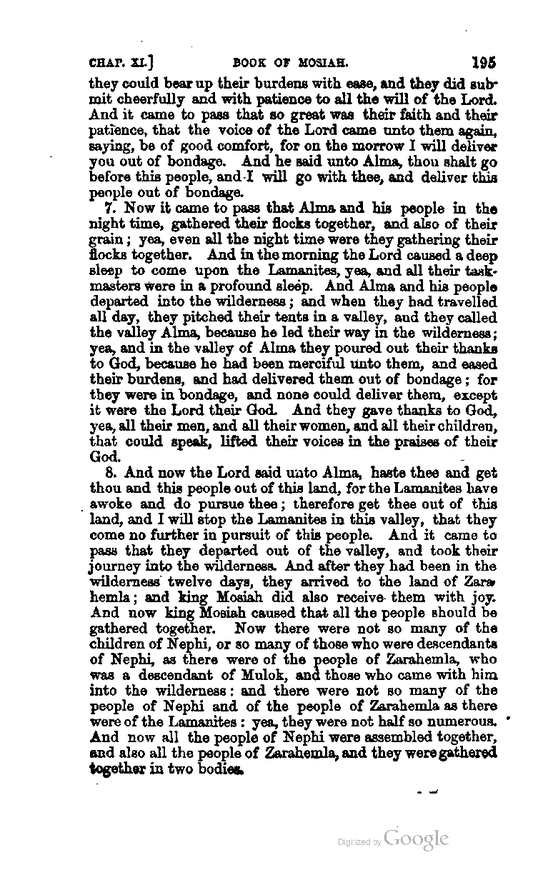 CHAP. XI.] BOOK OF MOSIAH. 195
they could bear up their burdens with ease, and they did sub-
mit cheerfully and with patience to all the will of the Lord.
And it came to pass that so great was their faith and their
patience, that the voice of the Lord came unto them again,
saying, be of good comfort, for on the morrow I will deliver
you out of bondage. And he said unto Alma, thou shalt go
before this people, and I will go with thee, and deliver this
people out of bondage.
7. Now it came to pass that Alma and his people in the
night time, gathered their flocks together, and also of their
grain; yea, even all the night time were they gathering their
flocks together. And in the morning the Lord caused a deep
sleep to come upon the Lamanites, yea, and all their task-
masters were in a profound sleep. And Alma and his people
departed into the wilderness; and when they had travelled
all day, they pitched their tents in a valley, and they called
the valley Alma, because he led their way in the wilderness;
yea, and in the valley of Alma they poured out their thanks
to God, because he had been merciful unto them, and eased
their burdens, and had delivered them out of bondage; for
they were in bondage, and none could deliver them, except
it were the Lord their God. And they gave thanks to God,
yea, all their men, and all their women, and all their children,
that could speak, lifted their voices in the praises of their
God.
8. And now the Lord said unto Alma, haste thee and get
thou and this people out of this land, for the Lamanites have
awoke and do pursue thee; therefore get thee out of this
land, and I will stop the Lamanites in this valley, that they
come no further in pursuit of this people. And it came to
pass that they departed out of the valley, and took their
journey into the wilderness. And after they had been in the
wilderness twelve days, they arrived to the land of Zara-
hemla; and king Mosiah did also receive them with joy.
And now king Mosiah caused that all the people should be
gathered together. Now there were not so many of the
children of Nephi, or so many of those who were descendants
of Nephi, as there were of the people of Zarahemla, who
was a descendant of Mulok, and those who came with him
into the wilderness: and there were not so many of the
people of Nephi and of the people of Zarahemla as there
were of the Lamanites: yea, they were not half so numerous.
And now all the people of Nephi were assembled together,
and also all the people of Zarahemla, and they were gathered
together in two bodies.
Digitized by Google